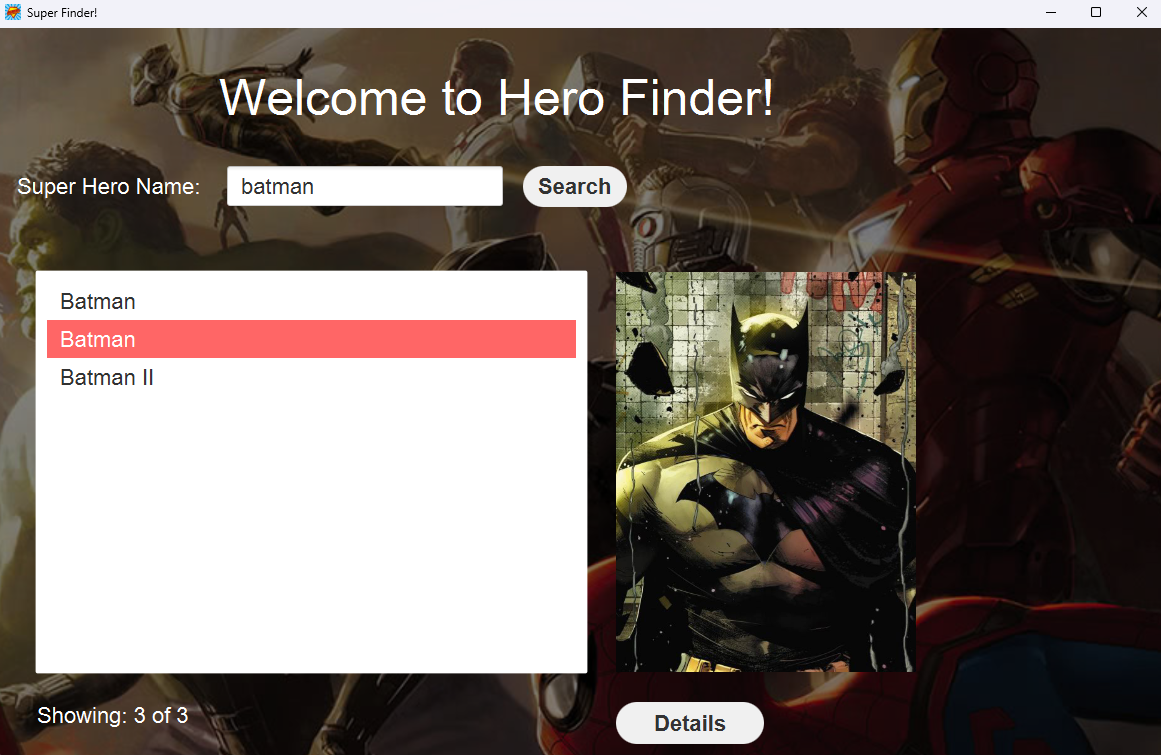 Super Finder!
Welcome to Hero Finder!
Super Hero Name: batman Search
Batman
Batman
Batman II
Showing: 3 of 3
Details